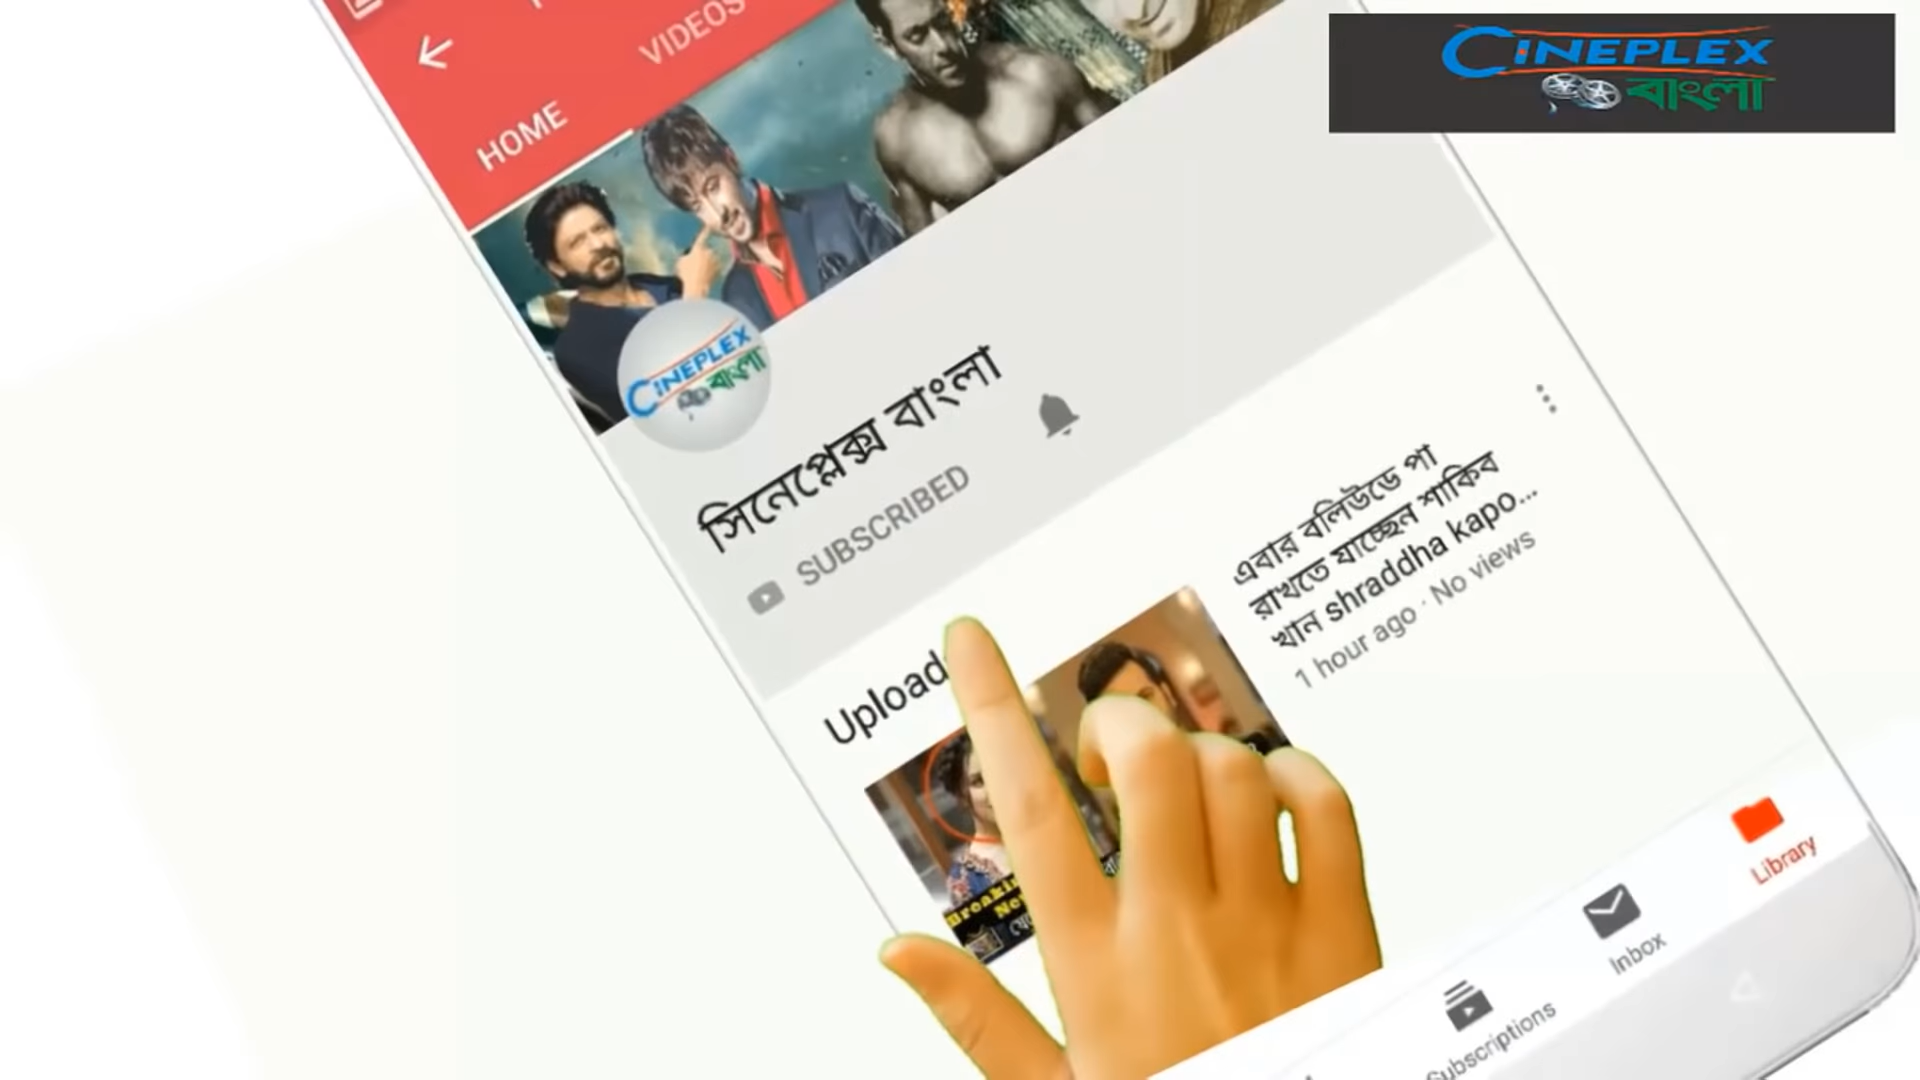 CINEPLEX
বাংলা
VIDEOS
HOME
CINEPLEX
বাংলা
সিনেপ্লেক্স বাংলা
SUBSCRIBED
এবার বলিউডে পা
রাখতে যাচ্ছেন শাকিব
খান shraddha kapo...
1 hour ago · No views
Upload
Library
Inbox
Subscriptions